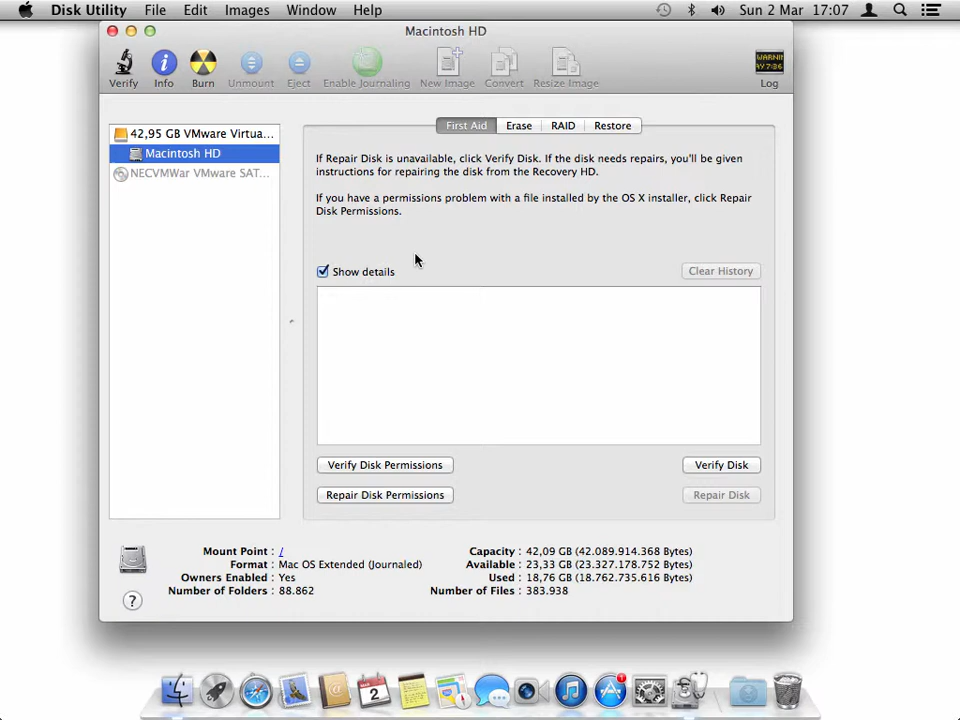 Disk Utility File Edit Images Window Help Sun 2 Mar 17:07
Macintosh HD
Verify Info Burn Unmount Eject Enable Journaling New Image Convert Resize Image Log
WARNIN
AY 7:36
42,95 GB VMware Virtua...
Macintosh HD
NECVMWar VMware SAT...
First Aid Erase RAID Restore
If Repair Disk is unavailable, click Verify Disk. If the disk needs repairs, you'll be given
instructions for repairing the disk from the Recovery HD.
If you have a permissions problem with a file installed by the OS X installer, click Repair
Disk Permissions.
Show details Clear History
Verify Disk Permissions Verify Disk
Repair Disk Permissions Repair Disk
Mount Point : /
Format : Mac OS Extended (Journaled)
Owners Enabled : Yes
Number of Folders : 88.862
Capacity : 42,09 GB (42.089.914.368 Bytes)
Available : 23,33 GB (23.327.178.752 Bytes)
Used : 18,76 GB (18.762.735.616 Bytes)
Number of Files : 383.938
?
2
1